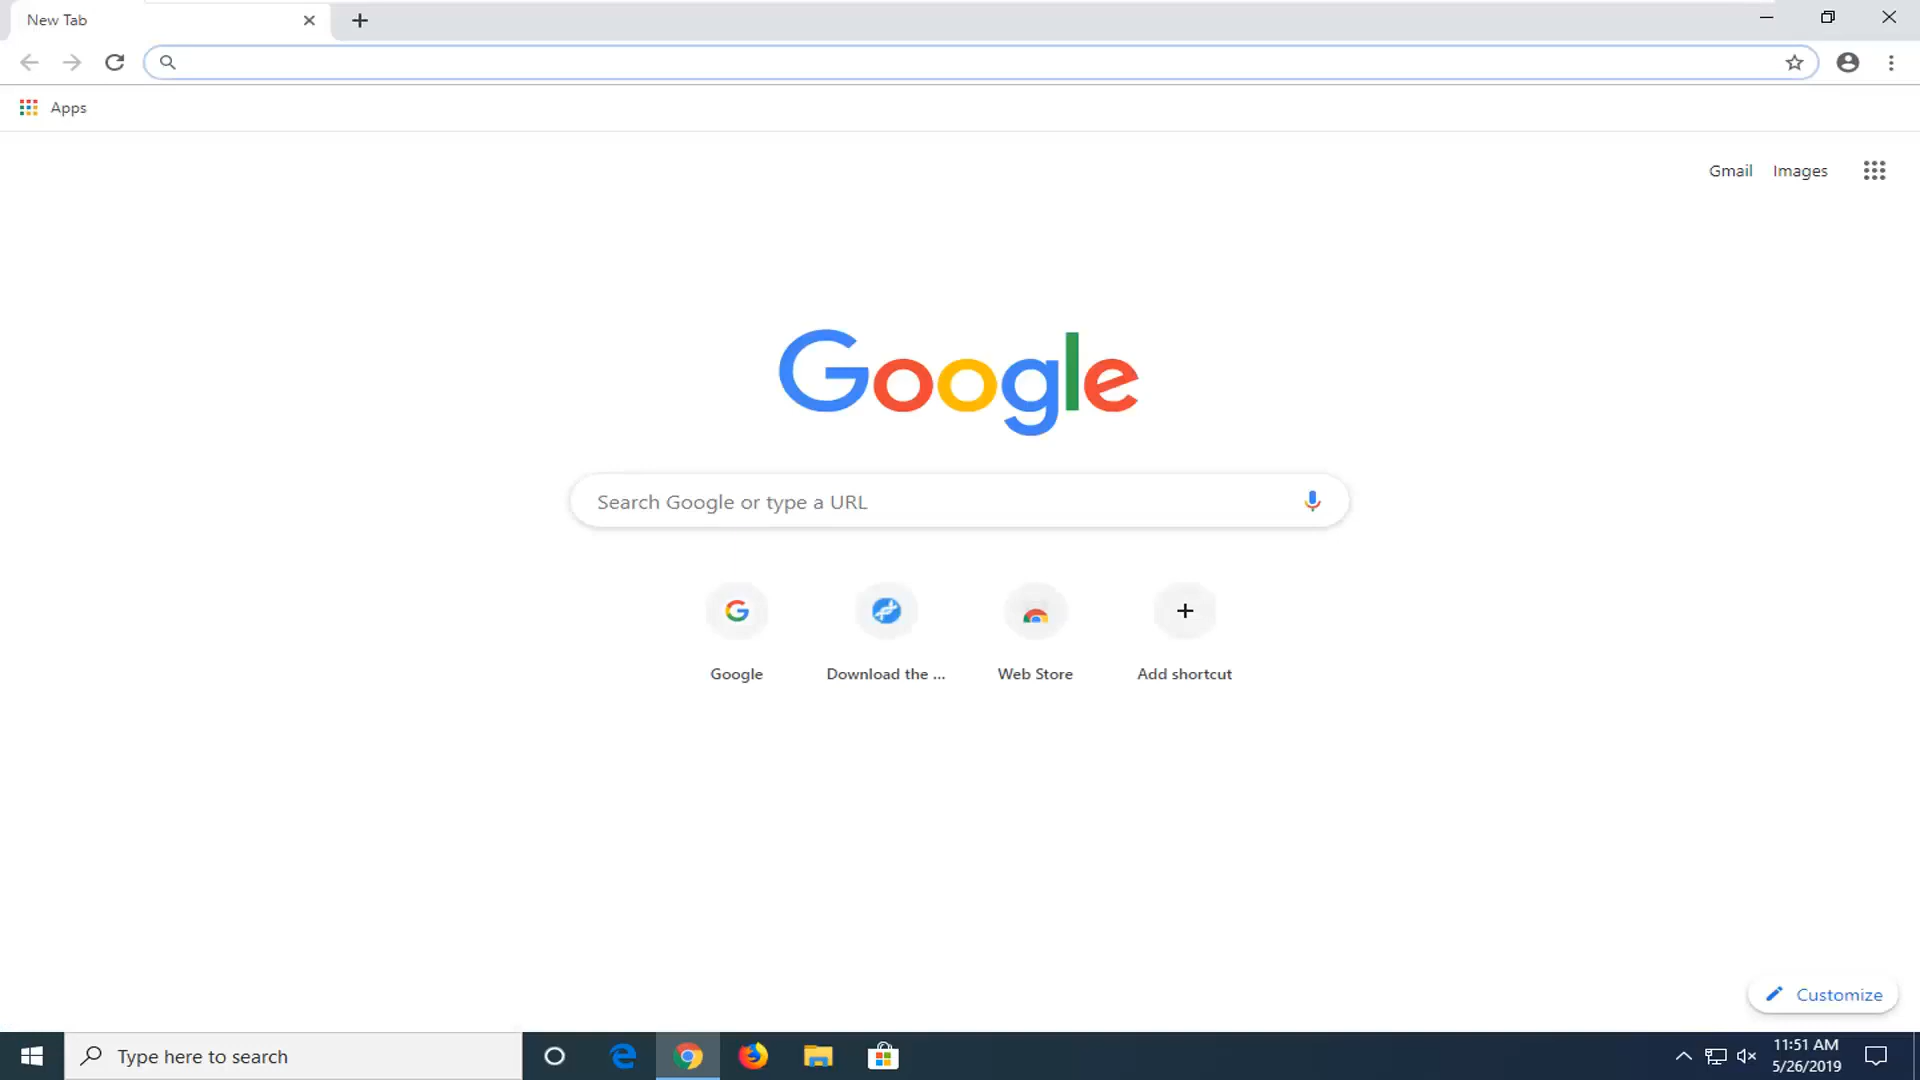 New Tab
Apps
Gmail Images
Google
Search Google or type a URL
Google Download the ... Web Store Add shortcut
Customize
Type here to search
11:51 AM
5/26/2019